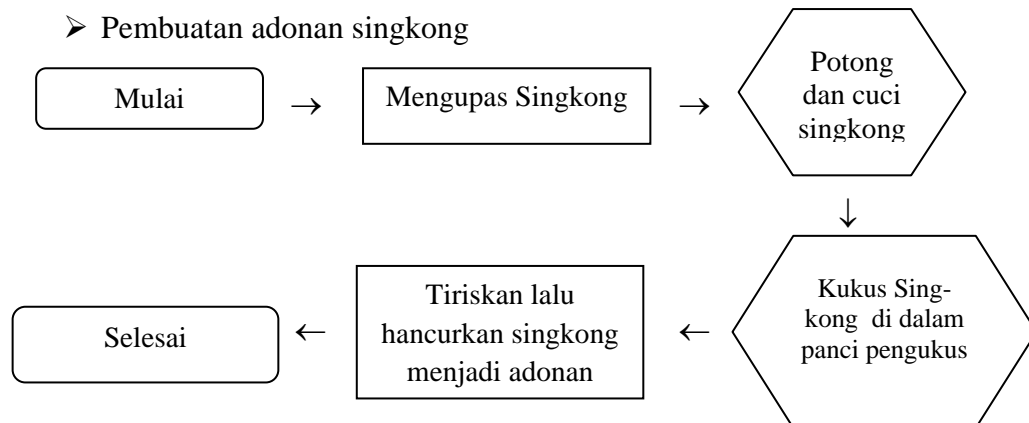 ➢ Pembuatan adonan singkong
Mulai
→
Mengupas Singkong
→
Potong
dan cuci
singkong
↓
Kukus Sing-
kong di dalam
panci pengukus
←
Tiriskan lalu
hancurkan singkong
menjadi adonan
←
Selesai